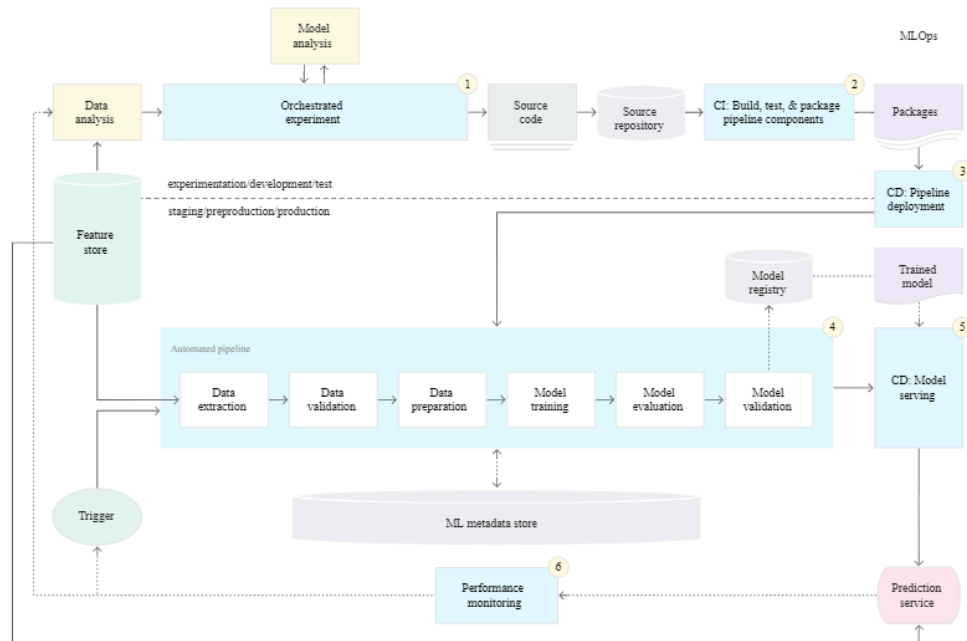 Model
analysis
MLOps
1
2
Data
analysis
Orchestrated
experiment
Source
code
Source
repository
CI: Build, test, & package
pipeline components
Packages
3
experimentation/development/test
CD: Pipeline
deployment
staging/preproduction/production
Feature
store
Model
registry
Trained
model
4
5
Automated pipeline
Data
extraction
Data
validation
Data
preparation
Model
training
Model
evaluation
Model
validation
CD: Model
serving
Trigger
ML metadata store
6
Performance
monitoring
Prediction
service